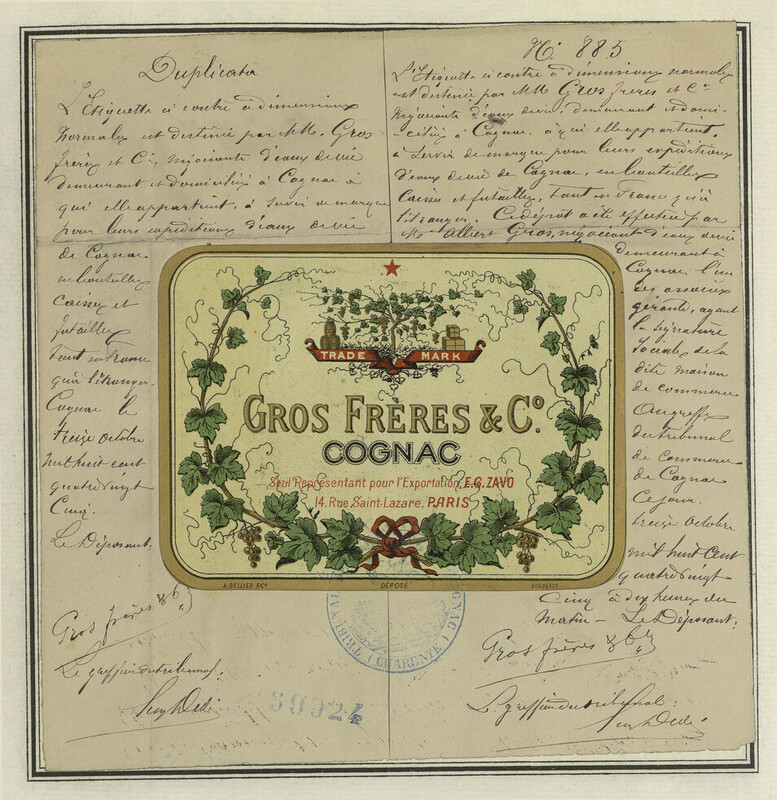 Duplicata
L'Etiquette ci contre à dimensions
normales est destinée par MM. Gros
frères et Cie, négociants d'eaux de vie
demeurant et domiciliés à Cognac à
qui elle appartient, à servir de marque
pour leurs expéditions d'eaux de vie
de Cognac
en bouteilles
caisses et
futailles
tant en France
qu'à l'étranger.
Cognac le
treize octobre
mil huit cent
quatre vingt
Cinq.
Le Déposant,
Gros frères & Co
Le greffier du tribunal:
N° 885
L'Etiquette ci contre à dimensions normales
est destinée par MM Gros frères et Cie
négociants d'eaux de vie, demeurant et domi-
-ciliés à Cognac, à qui elle appartient,
à servir de marque pour leurs expéditions
d'eaux de vie de Cognac, en bouteilles
caisses et futailles, tant en France qu'à
l'étranger. Ce dépôt a été effectué par
Mr Albert Gros, négociant d'eaux de vie
demeurant à
Cognac, l'un
des associés
gérants, ayant
la signature
sociale de la
dite maison
de commerce
Au greffe
du tribunal
de commerce
de Cognac
Ce jour.
treize octobre
mil huit cent
quatre vingt
Cinq à dix heures du
Matin – Le Déposant:
Gros frères & Co
Le greffier du tribunal:
TRADE MARK
GROS FRÈRES & Co.
COGNAC
Seul Représentant pour l'Exportation, E.G. ZAVO
14, Rue Saint-Lazare, PARIS
DÉPOSÉ
BORDEAUX
(CHARENTE)
59924